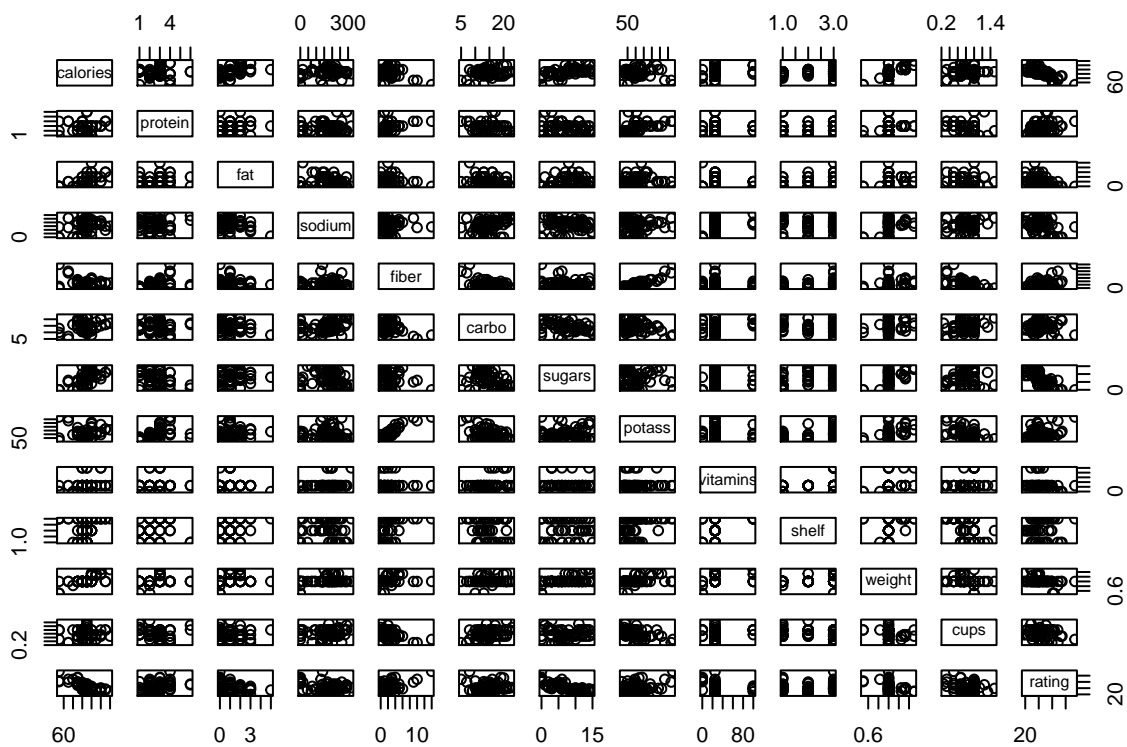 1 4 0 300 5 20 50 1.0 3.0 0.2 1.4
calories 60
1 protein
fat 0
0 sodium
fiber 0
5 carbo
sugars 0
50 potass
vitamins 0
1.0 shelf
weight 0.6
0.2 cups
rating 20
60 0 3 0 10 0 15 0 80 0.6 20